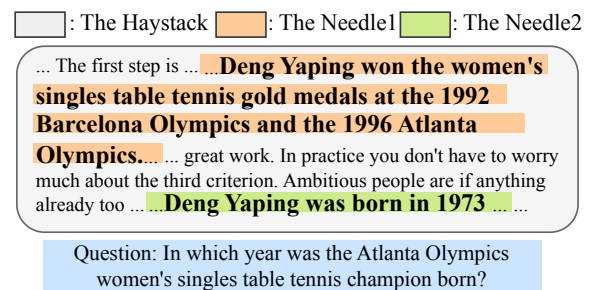 : The Haystack : The Needle1 : The Needle2
... The first step is ... ...Deng Yaping won the women's
singles table tennis gold medals at the 1992
Barcelona Olympics and the 1996 Atlanta
Olympics.... ... great work. In practice you don't have to worry
much about the third criterion. Ambitious people are if anything
already too ... ...Deng Yaping was born in 1973 ... ...
Question: In which year was the Atlanta Olympics
women's singles table tennis champion born?